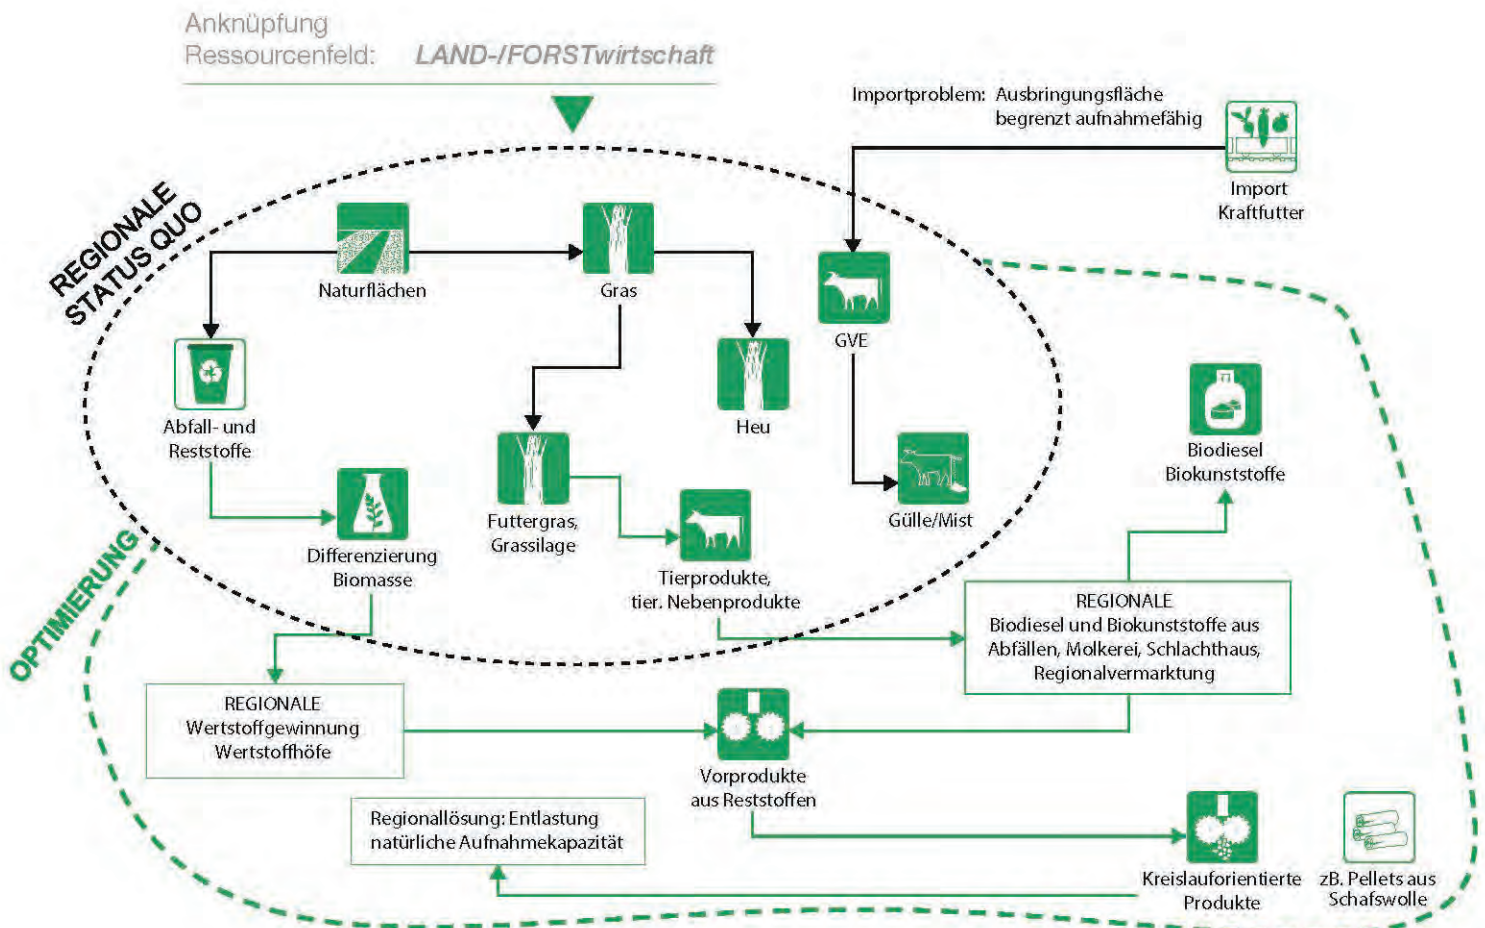 Anknüpfung
Ressourcenfeld: LAND-/FORSTwirtschaft
Importproblem: Ausbringungsfläche
begrenzt aufnahmefähig
Import
Kraftfutter
REGIONALE
STATUS QUO
Naturflächen
Gras
GVE
Abfall- und
Reststoffe
Heu
Biodiesel
Biokunststoffe
Futtergras,
Grassilage
Gülle/Mist
Differenzierung
Biomasse
Tierprodukte,
tier. Nebenprodukte
OPTIMIERUNG
REGIONALE
Biodiesel und Biokunststoffe aus
Abfällen, Molkerei, Schlachthaus,
Regionalvermarktung
REGIONALE
Wertstoffgewinnung
Wertstoffhöfe
Vorprodukte
aus Reststoffen
Regionallösung: Entlastung
natürliche Aufnahmekapazität
Kreislauforientierte
Produkte
zB. Pellets aus
Schafswolle